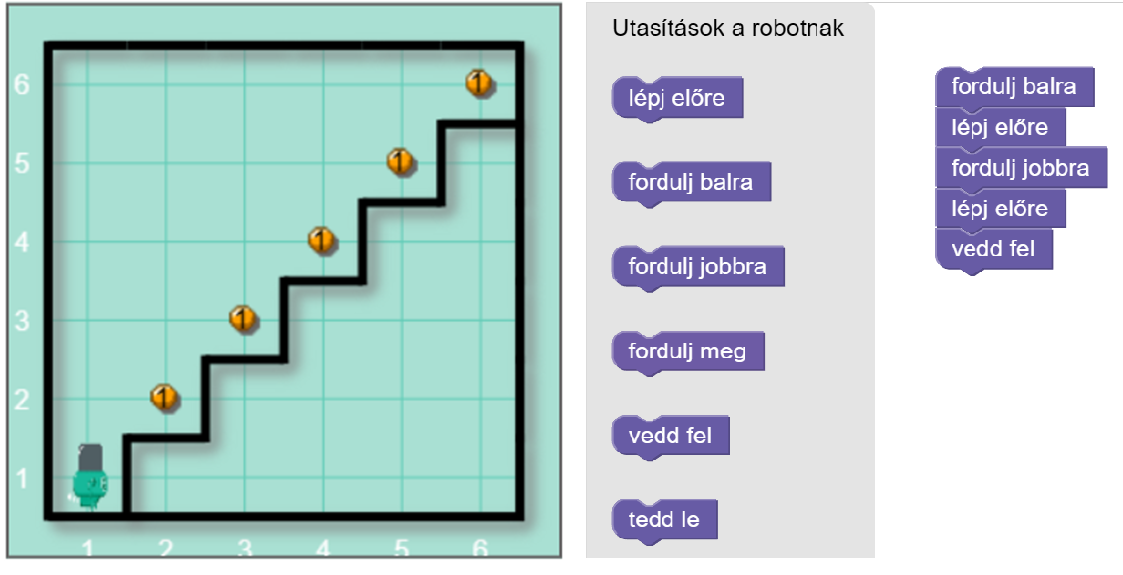 Utasítások a robotnak
lépj előre
fordulj balra
fordulj jobbra
fordulj meg
vedd fel
tedd le
fordulj balra
lépj előre
fordulj jobbra
lépj előre
vedd fel
6
5
4
3
2
1
1 2 3 4 5 6
1
1
1
1
1